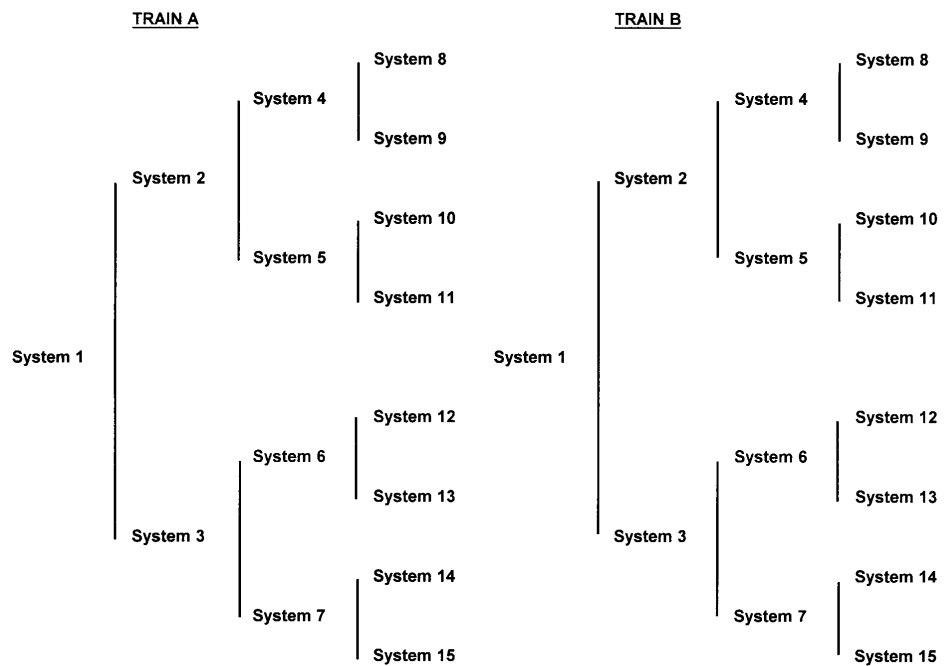 TRAIN A
System 8
System 4
System 9
System 2
System 10
System 5
System 11
System 1
System 12
System 6
System 13
System 3
System 14
System 7
System 15
TRAIN B
System 8
System 4
System 9
System 2
System 10
System 5
System 11
System 1
System 12
System 6
System 13
System 3
System 14
System 7
System 15